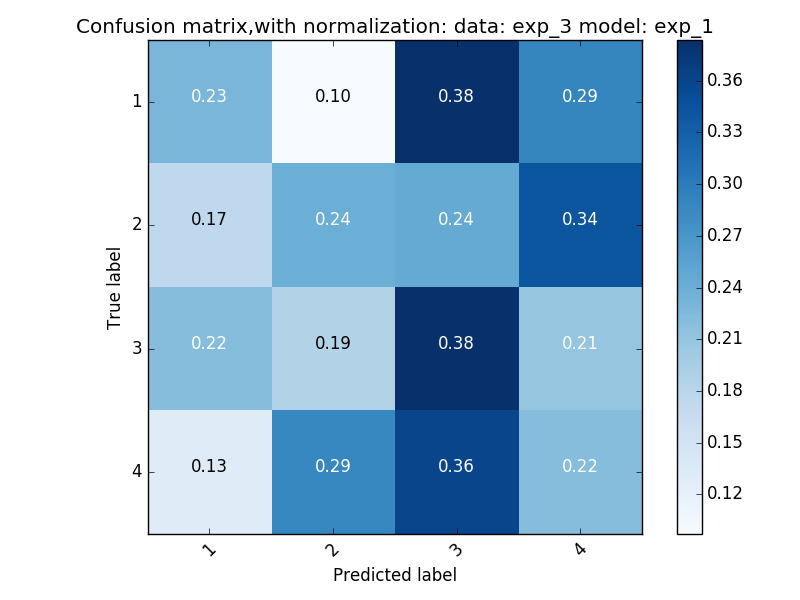 Confusion matrix,with normalization: data: exp_3 model: exp_1
True label
1 0.23 0.10 0.38 0.29
2 0.17 0.24 0.24 0.34
3 0.22 0.19 0.38 0.21
4 0.13 0.29 0.36 0.22
1 2 3 4
Predicted label
0.36
0.33
0.30
0.27
0.24
0.21
0.18
0.15
0.12